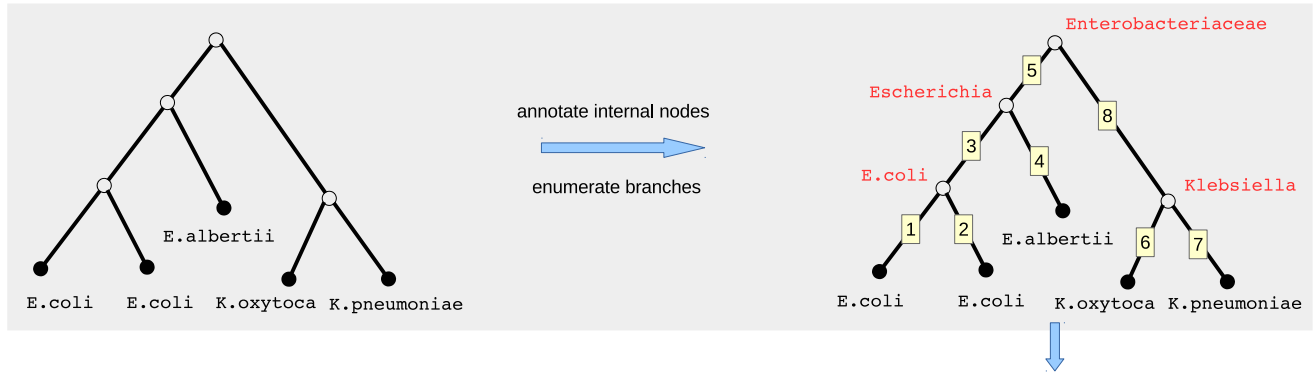 E.albertii
E.coli E.coli K.oxytoca K.pneumoniae
annotate internal nodes
enumerate branches
Enterobacteriaceae
5
Escherichia
8
3
4
E.coli
Klebsiella
1 2 E.albertii 6 7
E.coli E.coli K.oxytoca K.pneumoniae